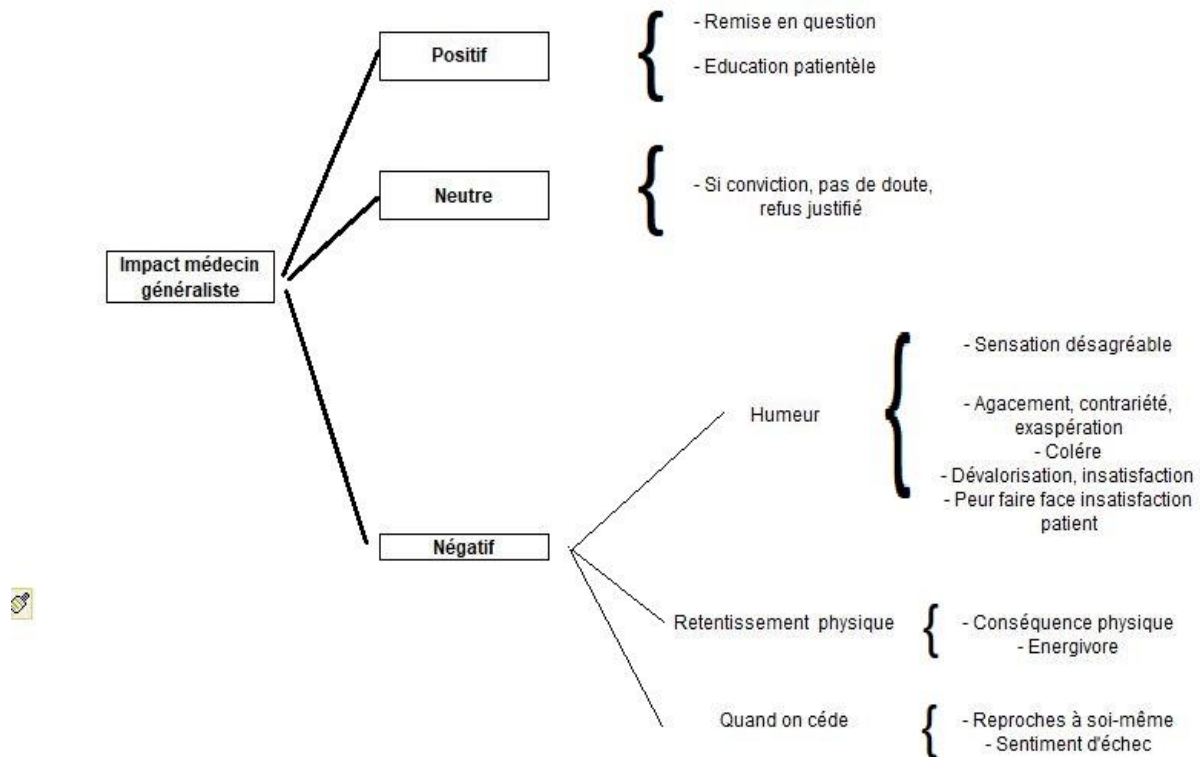 Positif
- Remise en question
- Education patientèle
Neutre
- Si conviction, pas de doute,
refus justifié
Impact médecin
généraliste
Négatif
Humeur
- Sensation désagréable
- Agacement, contrariété,
exaspération
- Colére
- Dévalorisation, insatisfaction
- Peur faire face insatisfaction
patient
Retentissement physique
- Conséquence physique
- Energivore
Quand on céde
- Reproches à soi-même
- Sentiment d'échec